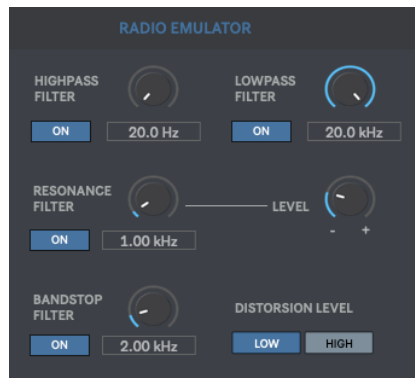 RADIO EMULATOR
HIGHPASS
FILTER
ON
20.0 Hz
LOWPASS
FILTER
ON
20.0 kHz
RESONANCE
FILTER
ON
1.00 kHz
LEVEL
- +
BANDSTOP
FILTER
ON
2.00 kHz
DISTORSION LEVEL
LOW HIGH